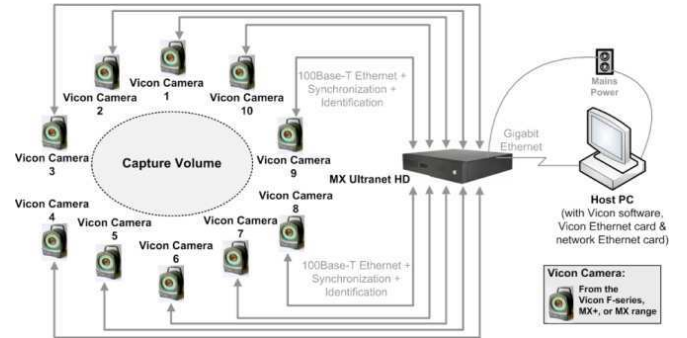 Vicon Camera
1
Vicon Camera
2
Vicon Camera
10
100Base-T Ethernet +
Synchronization +
Identification
Mains
Power
Vicon Camera
3
Capture Volume
Vicon Camera
9
Gigabit
Ethernet
MX Ultranet HD
Host PC
(with Vicon software,
Vicon Ethernet card &
network Ethernet card)
Vicon Camera
4
Vicon Camera
5
Vicon Camera
6
Vicon Camera
7
Vicon Camera
8
100Base-T Ethernet +
Synchronization +
Identification
Vicon Camera:
From the
Vicon F-series,
MX+, or MX range